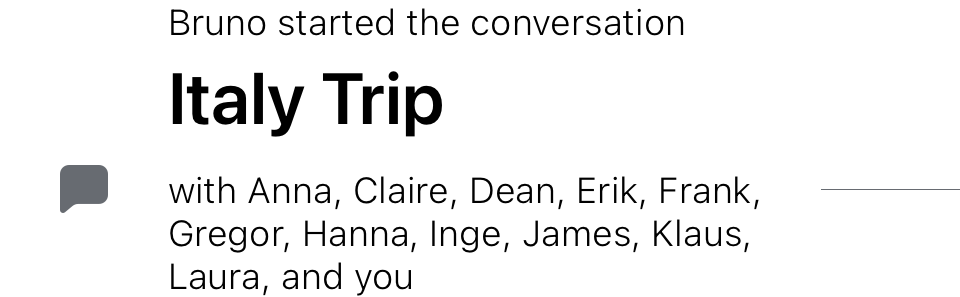 Bruno started the conversation
Italy Trip
with Anna, Claire, Dean, Erik, Frank,
Gregor, Hanna, Inge, James, Klaus,
Laura, and you